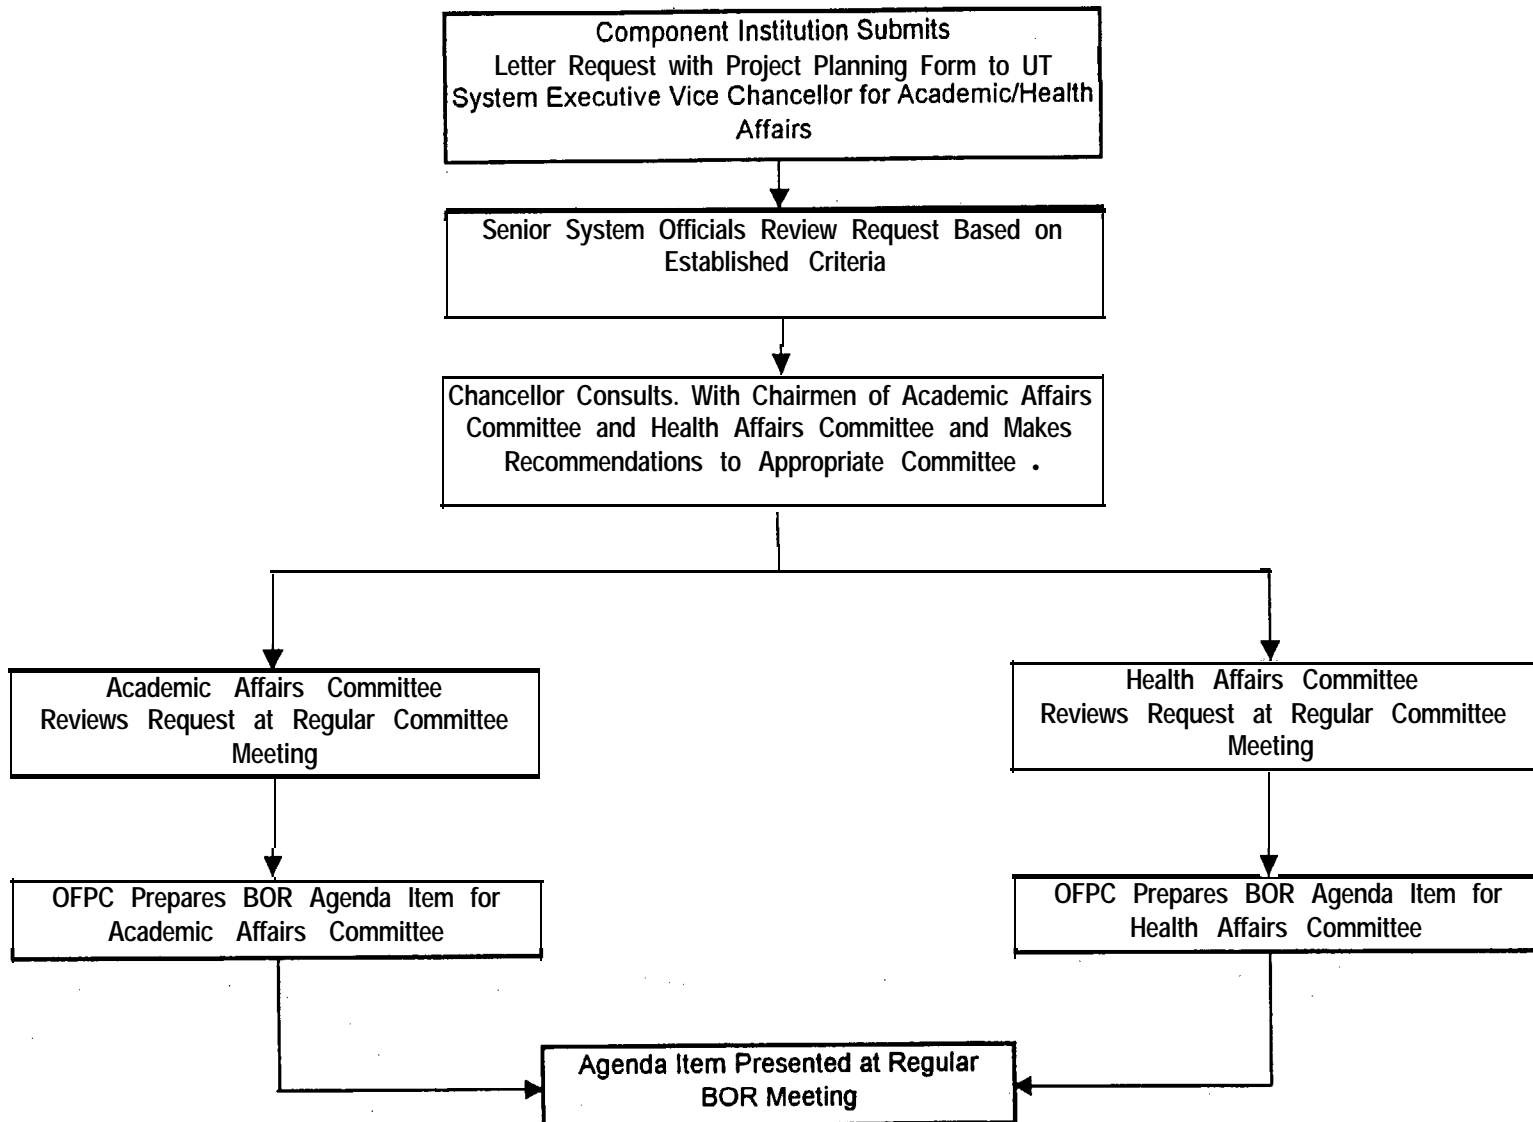 Component Institution Submits
Letter Request with Project Planning Form to UT
System Executive Vice Chancellor for Academic/Health
Affairs
Senior System Officials Review Request Based on
Established Criteria
Chancellor Consults. With Chairmen of Academic Affairs
Committee and Health Affairs Committee and Makes
Recommendations to Appropriate Committee .
Academic Affairs Committee
Reviews Request at Regular Committee
Meeting
Health Affairs Committee
Reviews Request at Regular Committee
Meeting
OFPC Prepares BOR Agenda Item for
Academic Affairs Committee
OFPC Prepares BOR Agenda Item for
Health Affairs Committee
Agenda Item Presented at Regular
BOR Meeting